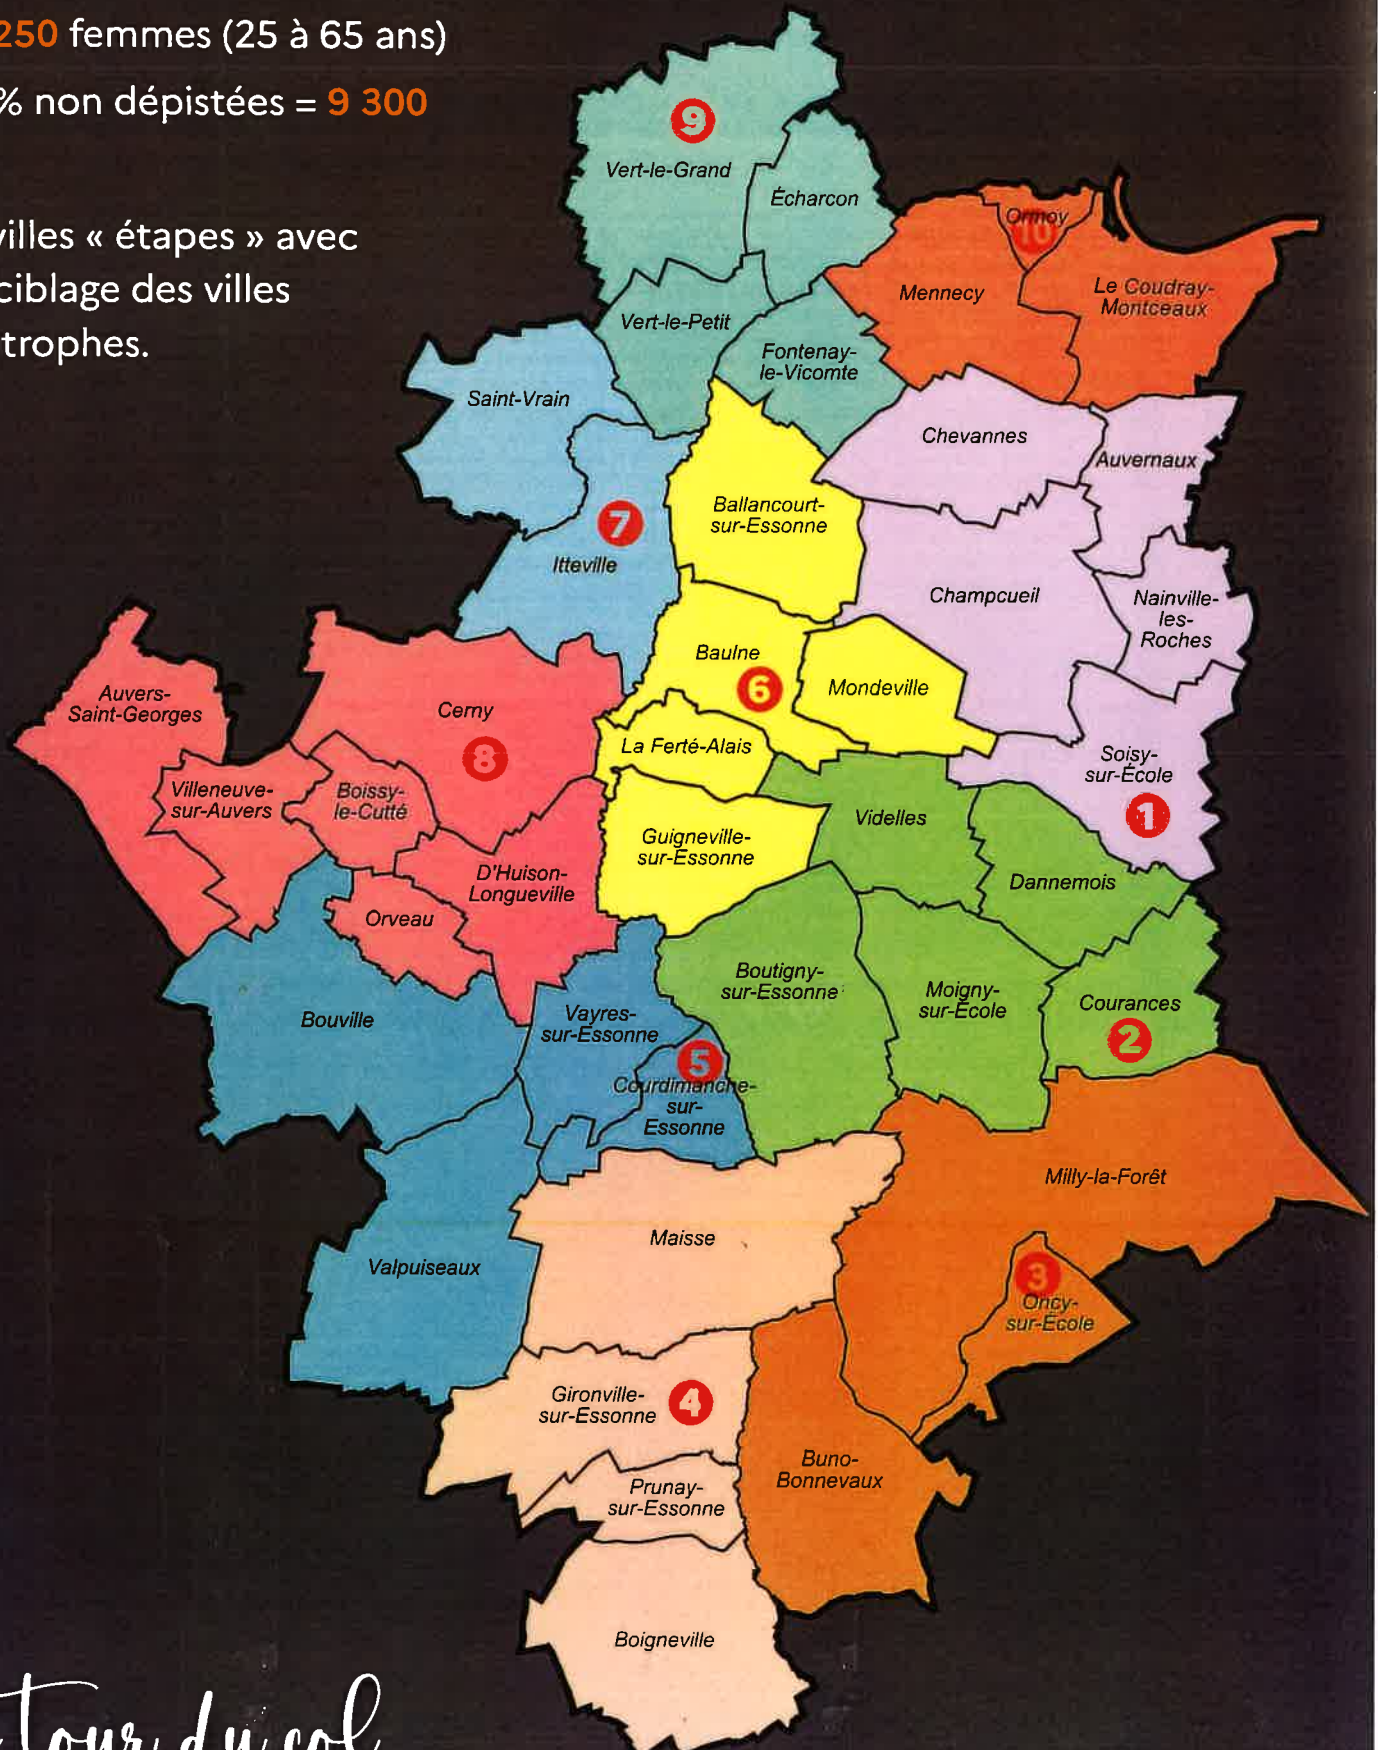 250 femmes (25 à 65 ans)
% non dépistées = 9 300
villes « étapes » avec
ciblage des villes
trophes.
9
Vert-le-Grand
Écharcon
Ormoy
10
Mennecy
Le Coudray-
Montceaux
Vert-le-Petit
Fontenay-
le-Vicomte
Saint-Vrain
Chevannes
Auvernaux
Ballancourt-
sur-Essonne
7
Itteville
Champcueil
Nainville-
les-
Roches
Baulne
6
Mondeville
Auvers-
Saint-Georges
Cerny
8
La Ferté-Alais
Soisy-
sur-École
1
Villeneuve-
sur-Auvers
Boissy-
le-Cutté
Videlles
Guigneville-
sur-Essonne
D'Huison-
Longueville
Dannemois
Orveau
Boutigny-
sur-Essonne
Moigny-
sur-École
Courances
2
Bouville
Vayres-
sur-Essonne
5
Courdimanche-
sur-
Essonne
Milly-la-Forêt
Maisse
Valpuiseaux
3
Oncy-
sur-École
Gironville-
sur-Essonne
4
Buno-
Bonnevaux
Prunay-
sur-Essonne
Boigneville
tour du col